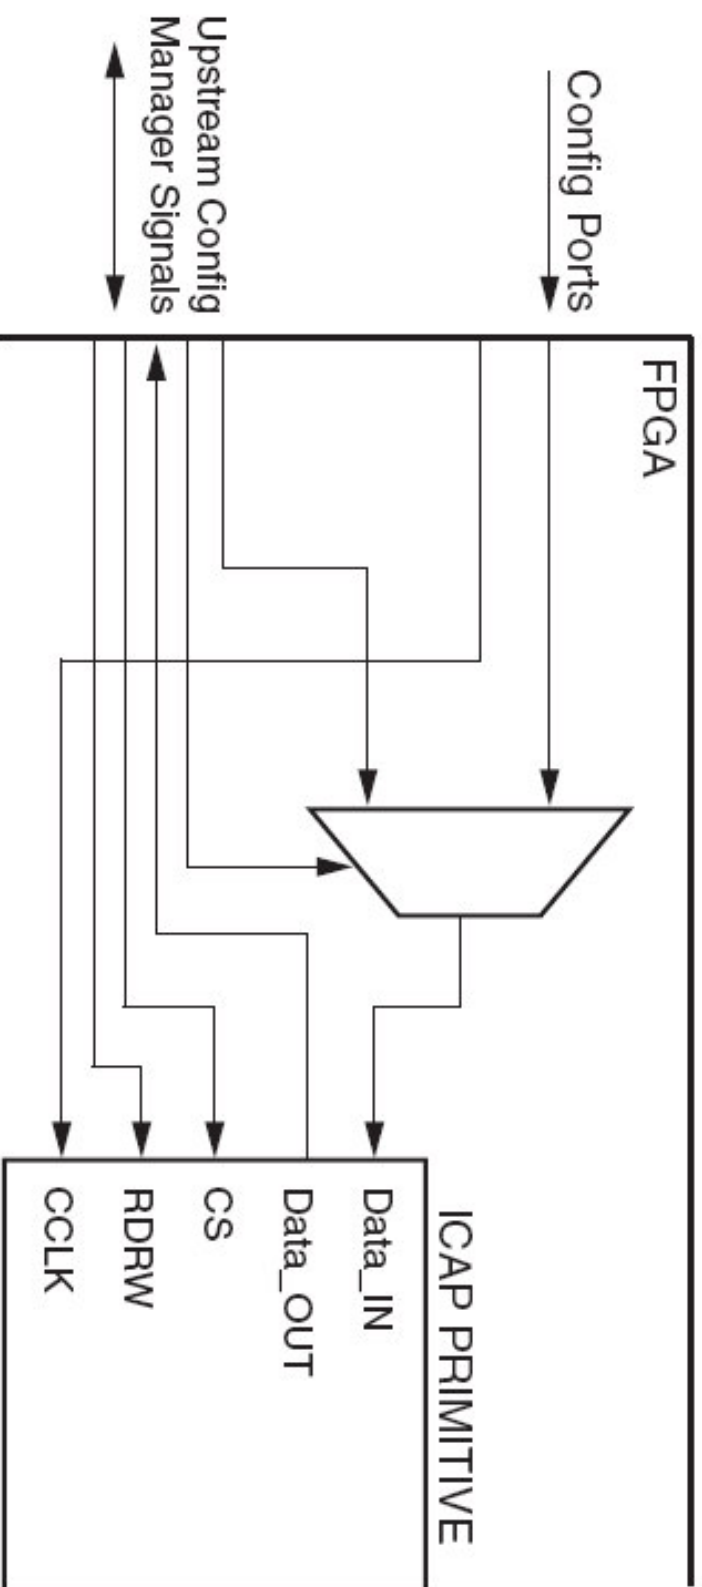 FPGA
Config Ports
Upstream Config
Manager Signals
ICAP PRIMITIVE
Data_IN
Data_OUT
CS
RDRW
CCLK